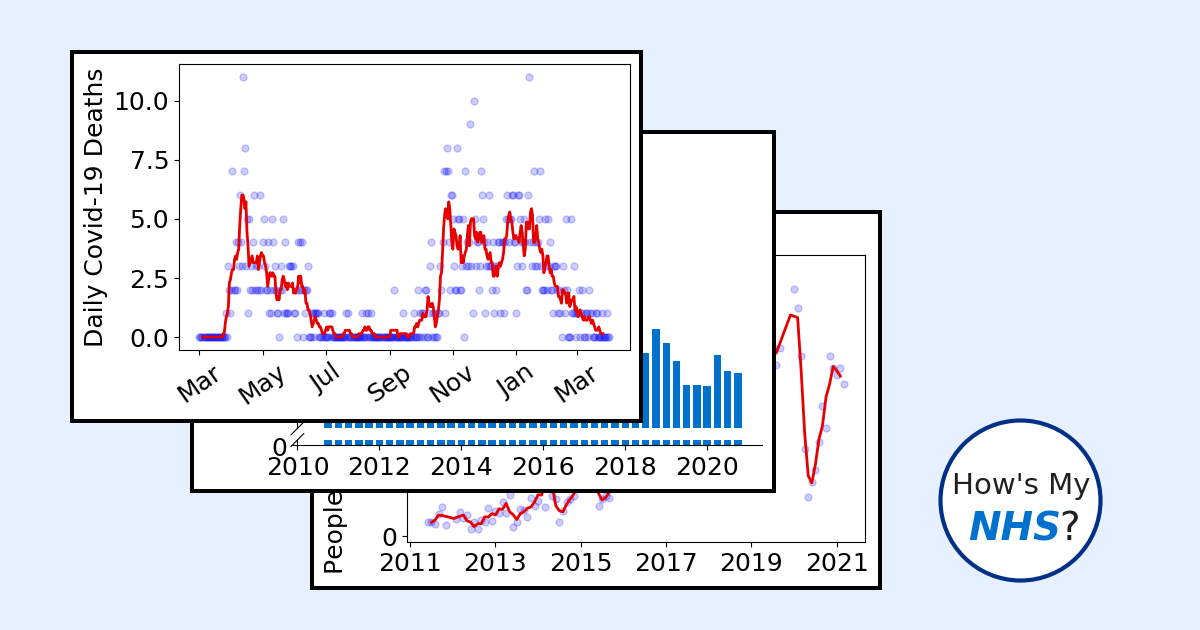 Daily Covid-19 Deaths
10.0
7.5
5.0
2.5
0.0
Mar May Jul Sep Nov Jan Mar
0
2010 2012 2014 2016 2018 2020
People
0
2011 2013 2015 2017 2019 2021
How's My
NHS?